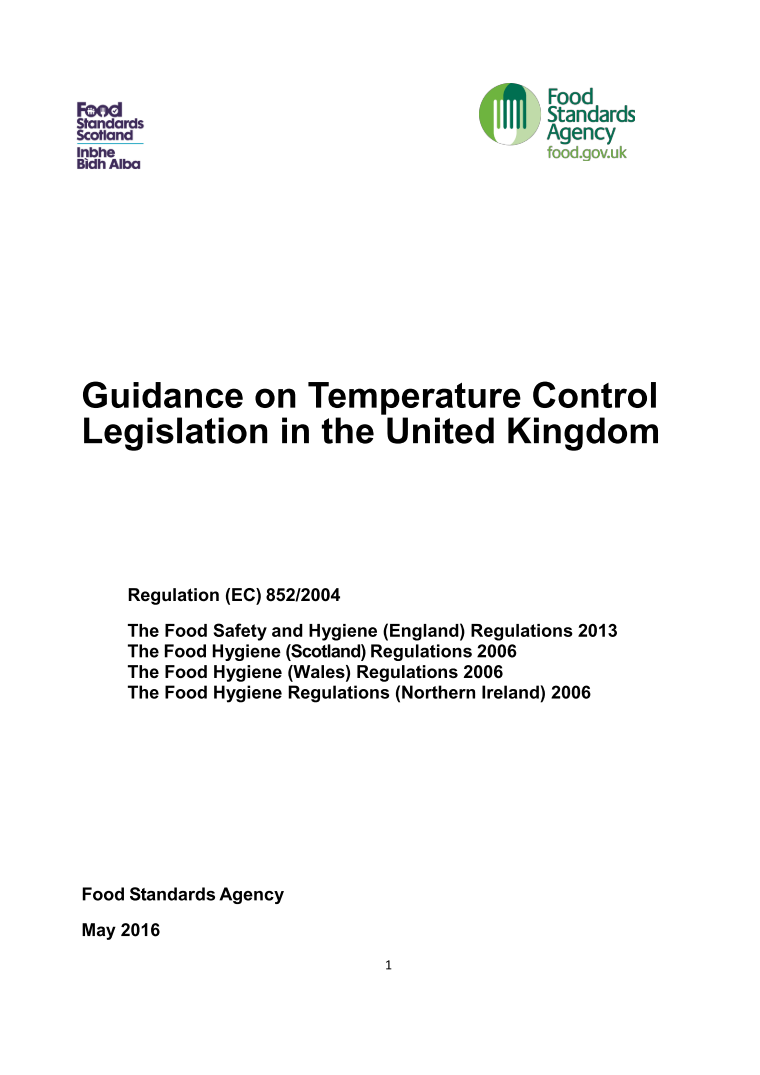 Food
Standards
Scotland
Inbhe
Bidh Alba
Food
Standards
Agency
food.gov.uk
Guidance on Temperature Control
Legislation in the United Kingdom
Regulation (EC) 852/2004
The Food Safety and Hygiene (England) Regulations 2013
The Food Hygiene (Scotland) Regulations 2006
The Food Hygiene (Wales) Regulations 2006
The Food Hygiene Regulations (Northern Ireland) 2006
Food Standards Agency
May 2016
1